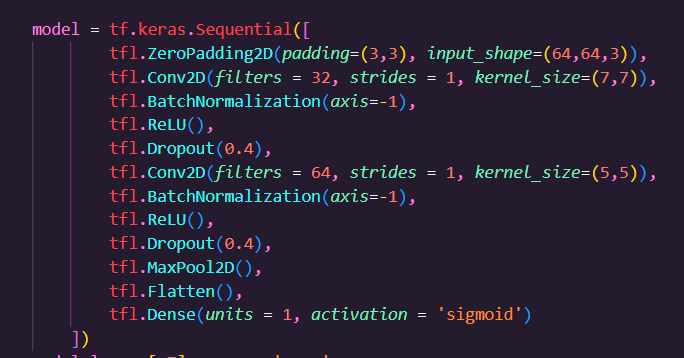 model = tf.keras.Sequential([
tfl.ZeroPadding2D(padding=(3,3), input_shape=(64,64,3)),
tfl.Conv2D(filters = 32, strides = 1, kernel_size=(7,7)),
tfl.BatchNormalization(axis=-1),
tfl.ReLU(),
tfl.Dropout(0.4),
tfl.Conv2D(filters = 64, strides = 1, kernel_size=(5,5)),
tfl.BatchNormalization(axis=-1),
tfl.ReLU(),
tfl.Dropout(0.4),
tfl.MaxPool2D(),
tfl.Flatten(),
tfl.Dense(units = 1, activation = 'sigmoid')
])